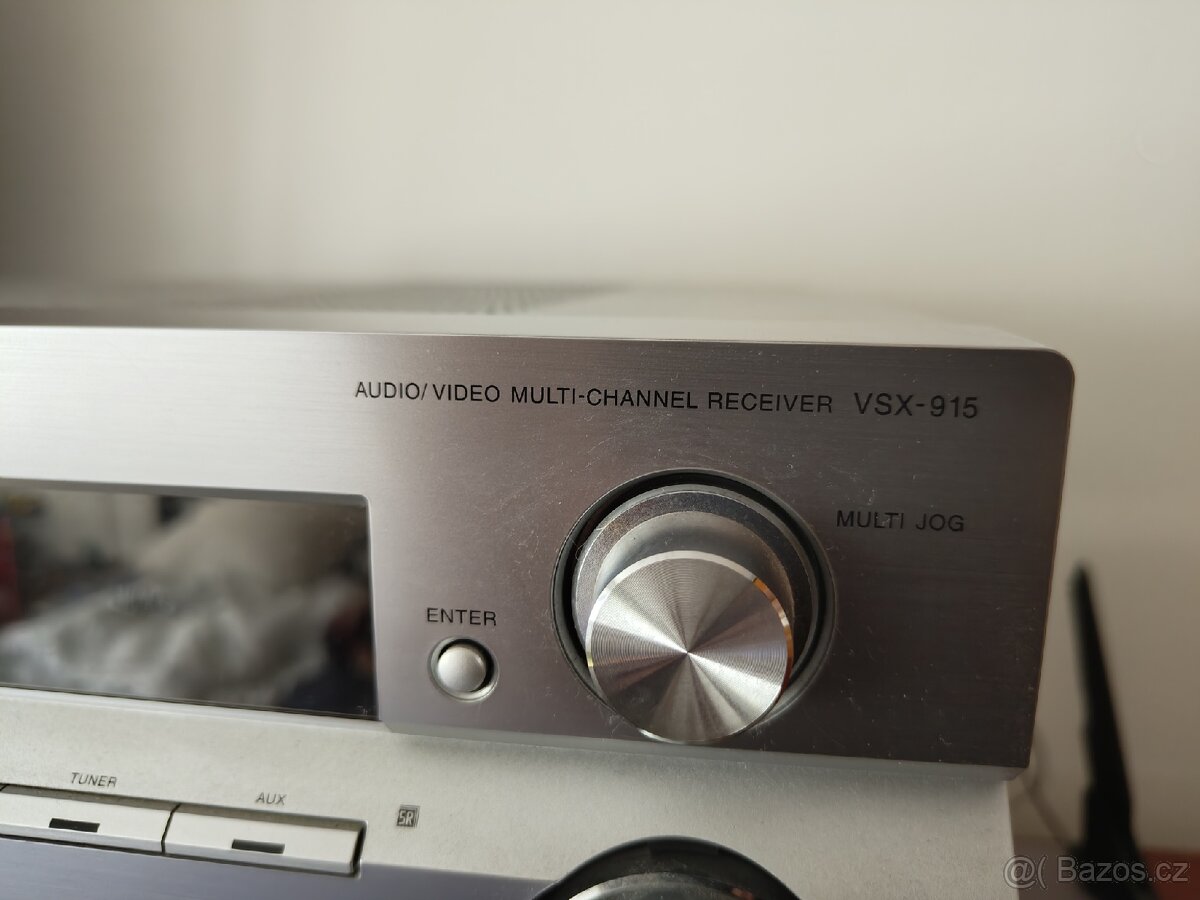 AUDIO/VIDEO MULTI-CHANNEL RECEIVER VSX-915
MULTI JOG
ENTER
TUNER
AUX
SR
@( Bazos.cz